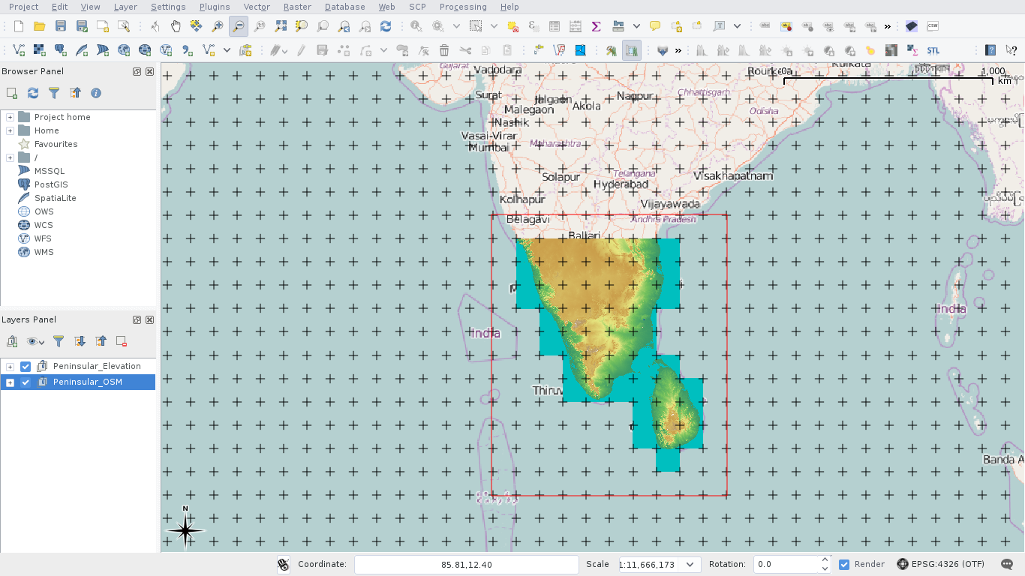 Project Edit View Layer Settings Plugins Vector Raster Database Web SCP Processing Help
STL
Browser Panel
Project home
Home
Favourites
/
MSSQL
PostGIS
SpatiaLite
OWS
WCS
WFS
WMS
Layers Panel
Peninsular_Elevation
Peninsular_OSM
Gujarat
Vadodara
Kolkata
1,000
km
Surat
Jalgaon
Nagpur
Chhattisgarh
Malegaon
Akola
Odisha
Nashik
Vasai-Virar
Mumbai
Maharashtra
Solapur
Telangana
Hyderabad
Visakhapatnam
Kolhapur
Vijayawada
Belagavi
Andhra Pradesh
Ballari
India
India
Thiruv
Banda A
N
Coordinate: 85.81,12.40 Scale 1:11,666,173 Rotation: 0.0 Render EPSG:4326 (OTF)